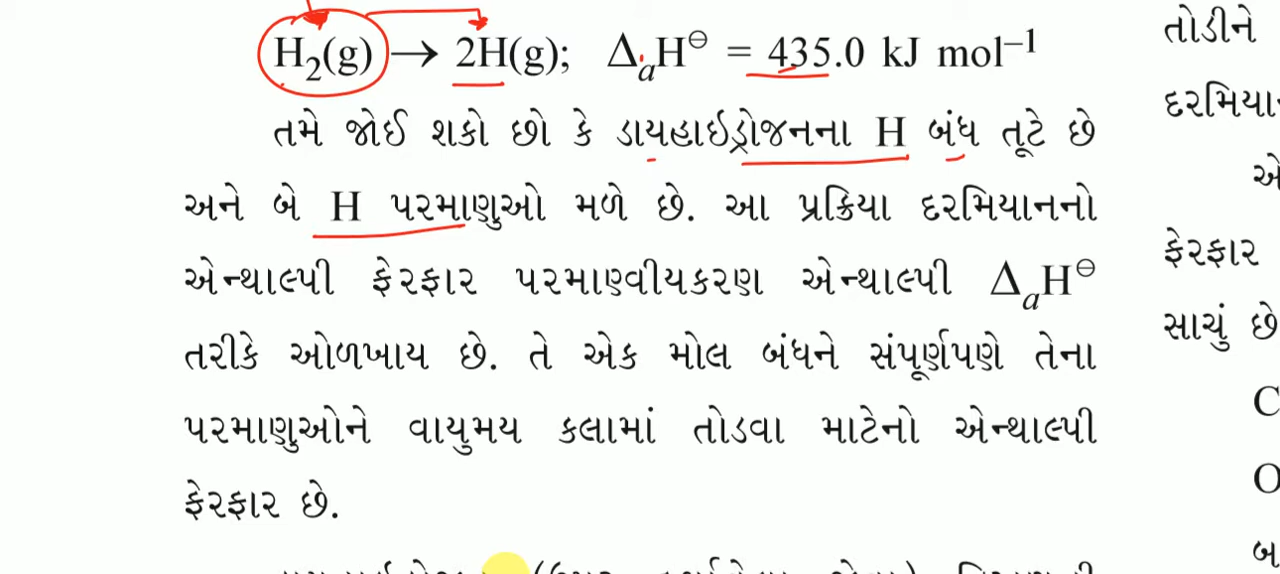 H₂(g) → 2H(g); ΔₐH⊖ = 435.0 kJ mol⁻¹
તમે જોઈ શકો છો કે ડાયહાઇડ્રોજનના H બંધ તૂટે છે
અને બે H પરમાણુઓ મળે છે. આ પ્રક્રિયા દરમિયાનનો
એન્થાલ્પી ફેરફાર પરમાણ્વીયકરણ એન્થાલ્પી ΔₐH⊖
તરીકે ઓળખાય છે. તે એક મોલ બંધને સંપૂર્ણપણે તેના
પરમાણુઓને વાયુમય કલામાં તોડવા માટેનો એન્થાલ્પી
ફેરફાર છે.
તોડીને
દરમિયા
ફેરફાર
સાચું છે
C
O